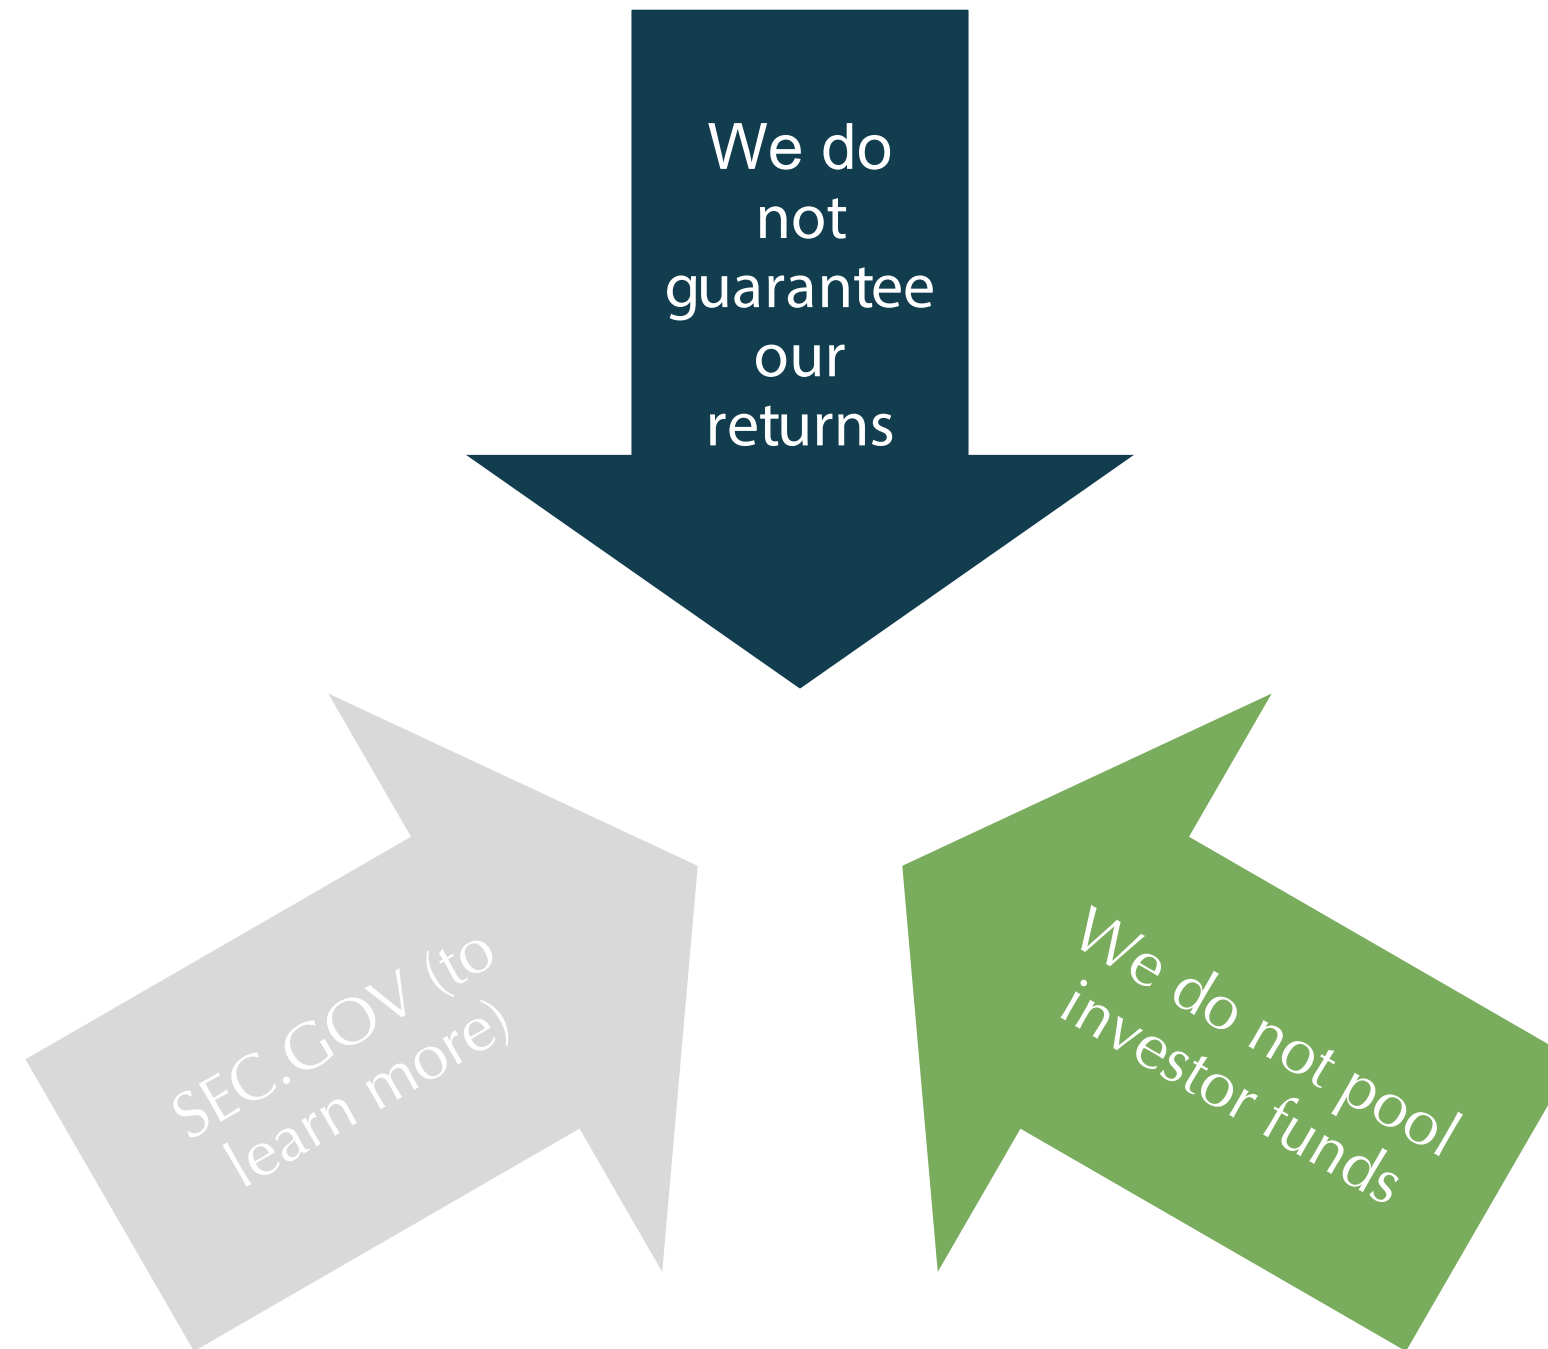 We do
not
guarantee
our
returns
SEC.GOV (to
learn more)
We do not pool
investor funds